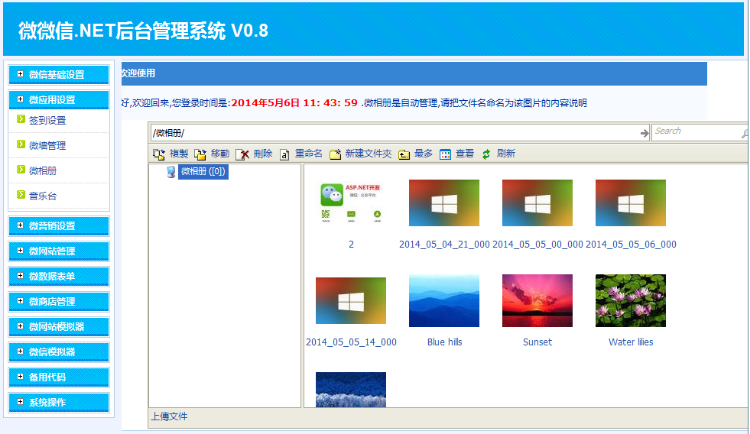 微微信.NET后台管理系统 V0.8
微信基础设置
微应用设置
签到设置
微墙管理
微相册
音乐台
微营销设置
微网站管理
微数据表单
微商店管理
微网站模拟器
微信模拟器
备用代码
系统操作
欢迎使用
好,欢迎回来,您登录时间是:2014年5月6日 11: 43: 59 .微相册是自动管理,请把文件名命名为该图片的内容说明
/微相册/
Search
複製 移動 刪除 重命名 新建文件夹 最多 查看 刷新
微相册 ([0])
ASP.NET开源
2 2014_05_04_21_000 2014_05_05_00_000 2014_05_05_06_000
2014_05_05_14_000 Blue hills Sunset Water lilies
上傳文件